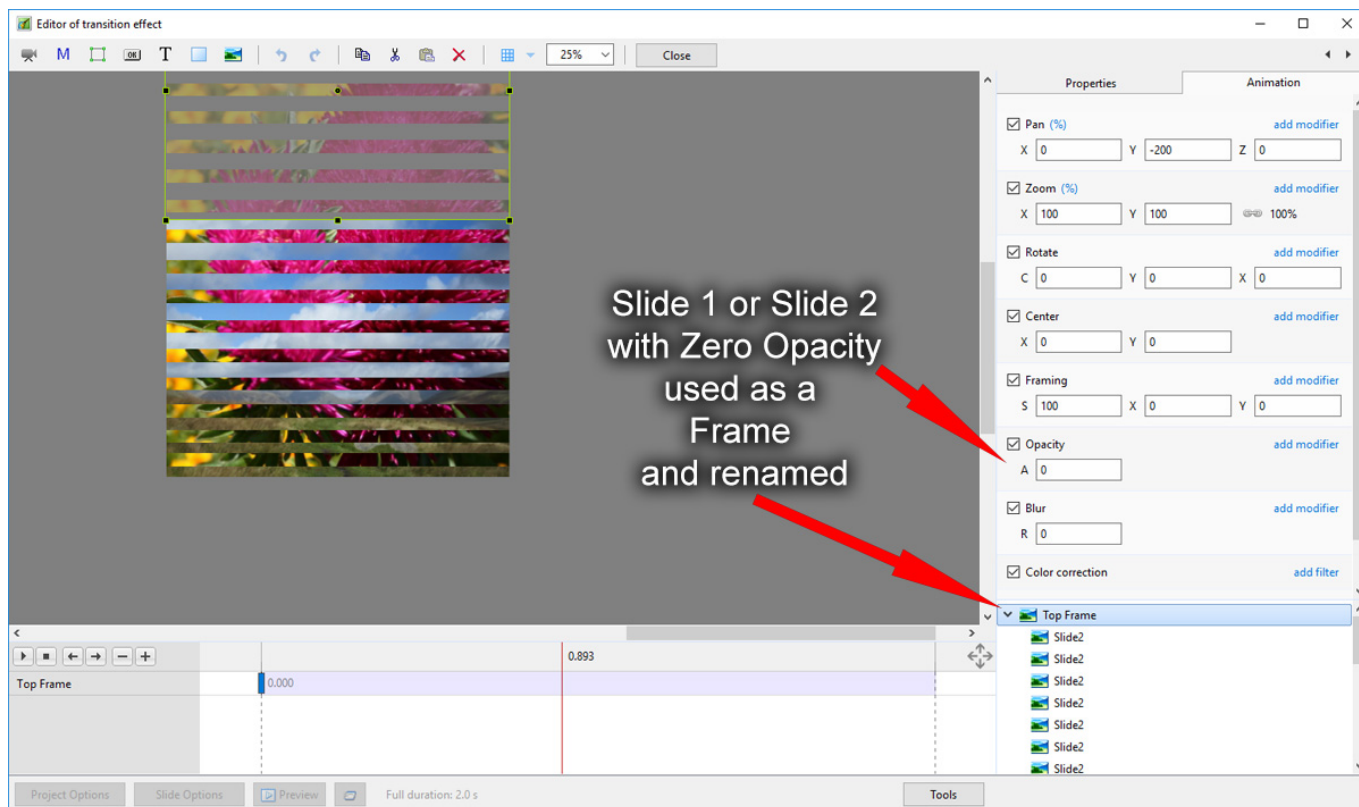 Editor of transition effect
M OK T 25% Close
Properties Animation
Pan (%) add modifier
X 0 Y -200 Z 0
Zoom (%) add modifier
X 100 Y 100 100%
Rotate add modifier
C 0 Y 0 X 0
Center add modifier
X 0 Y 0
Framing add modifier
S 100 X 0 Y 0
Opacity add modifier
A 0
Blur add modifier
R 0
Color correction add filter
Slide 1 or Slide 2
with Zero Opacity
used as a
Frame
and renamed
Top Frame
Slide2
Slide2
Slide2
Slide2
Slide2
Slide2
Slide2
0.893
Top Frame 0.000
Project Options Slide Options Preview Full duration: 2.0 s Tools